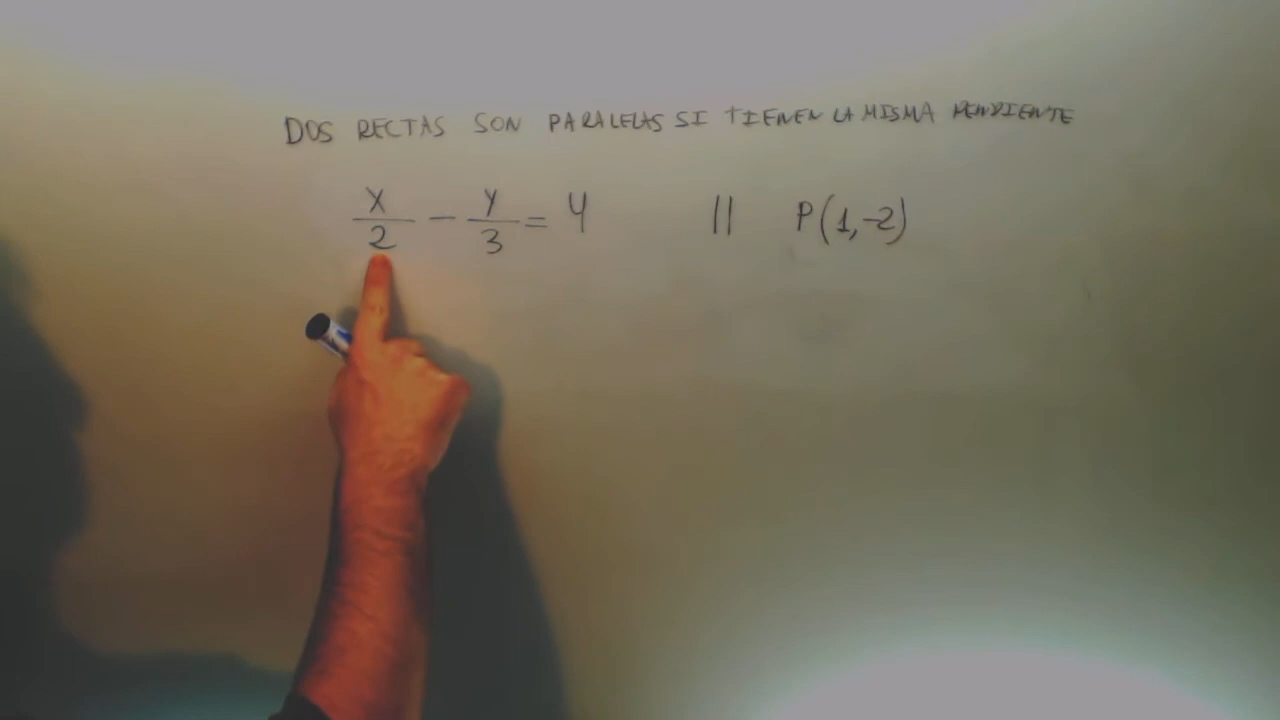 DOS RECTAS SON PARALELAS SI TIENEN LA MISMA PENDIENTE
x/2 - y/3 = 4 || P(1,-2)